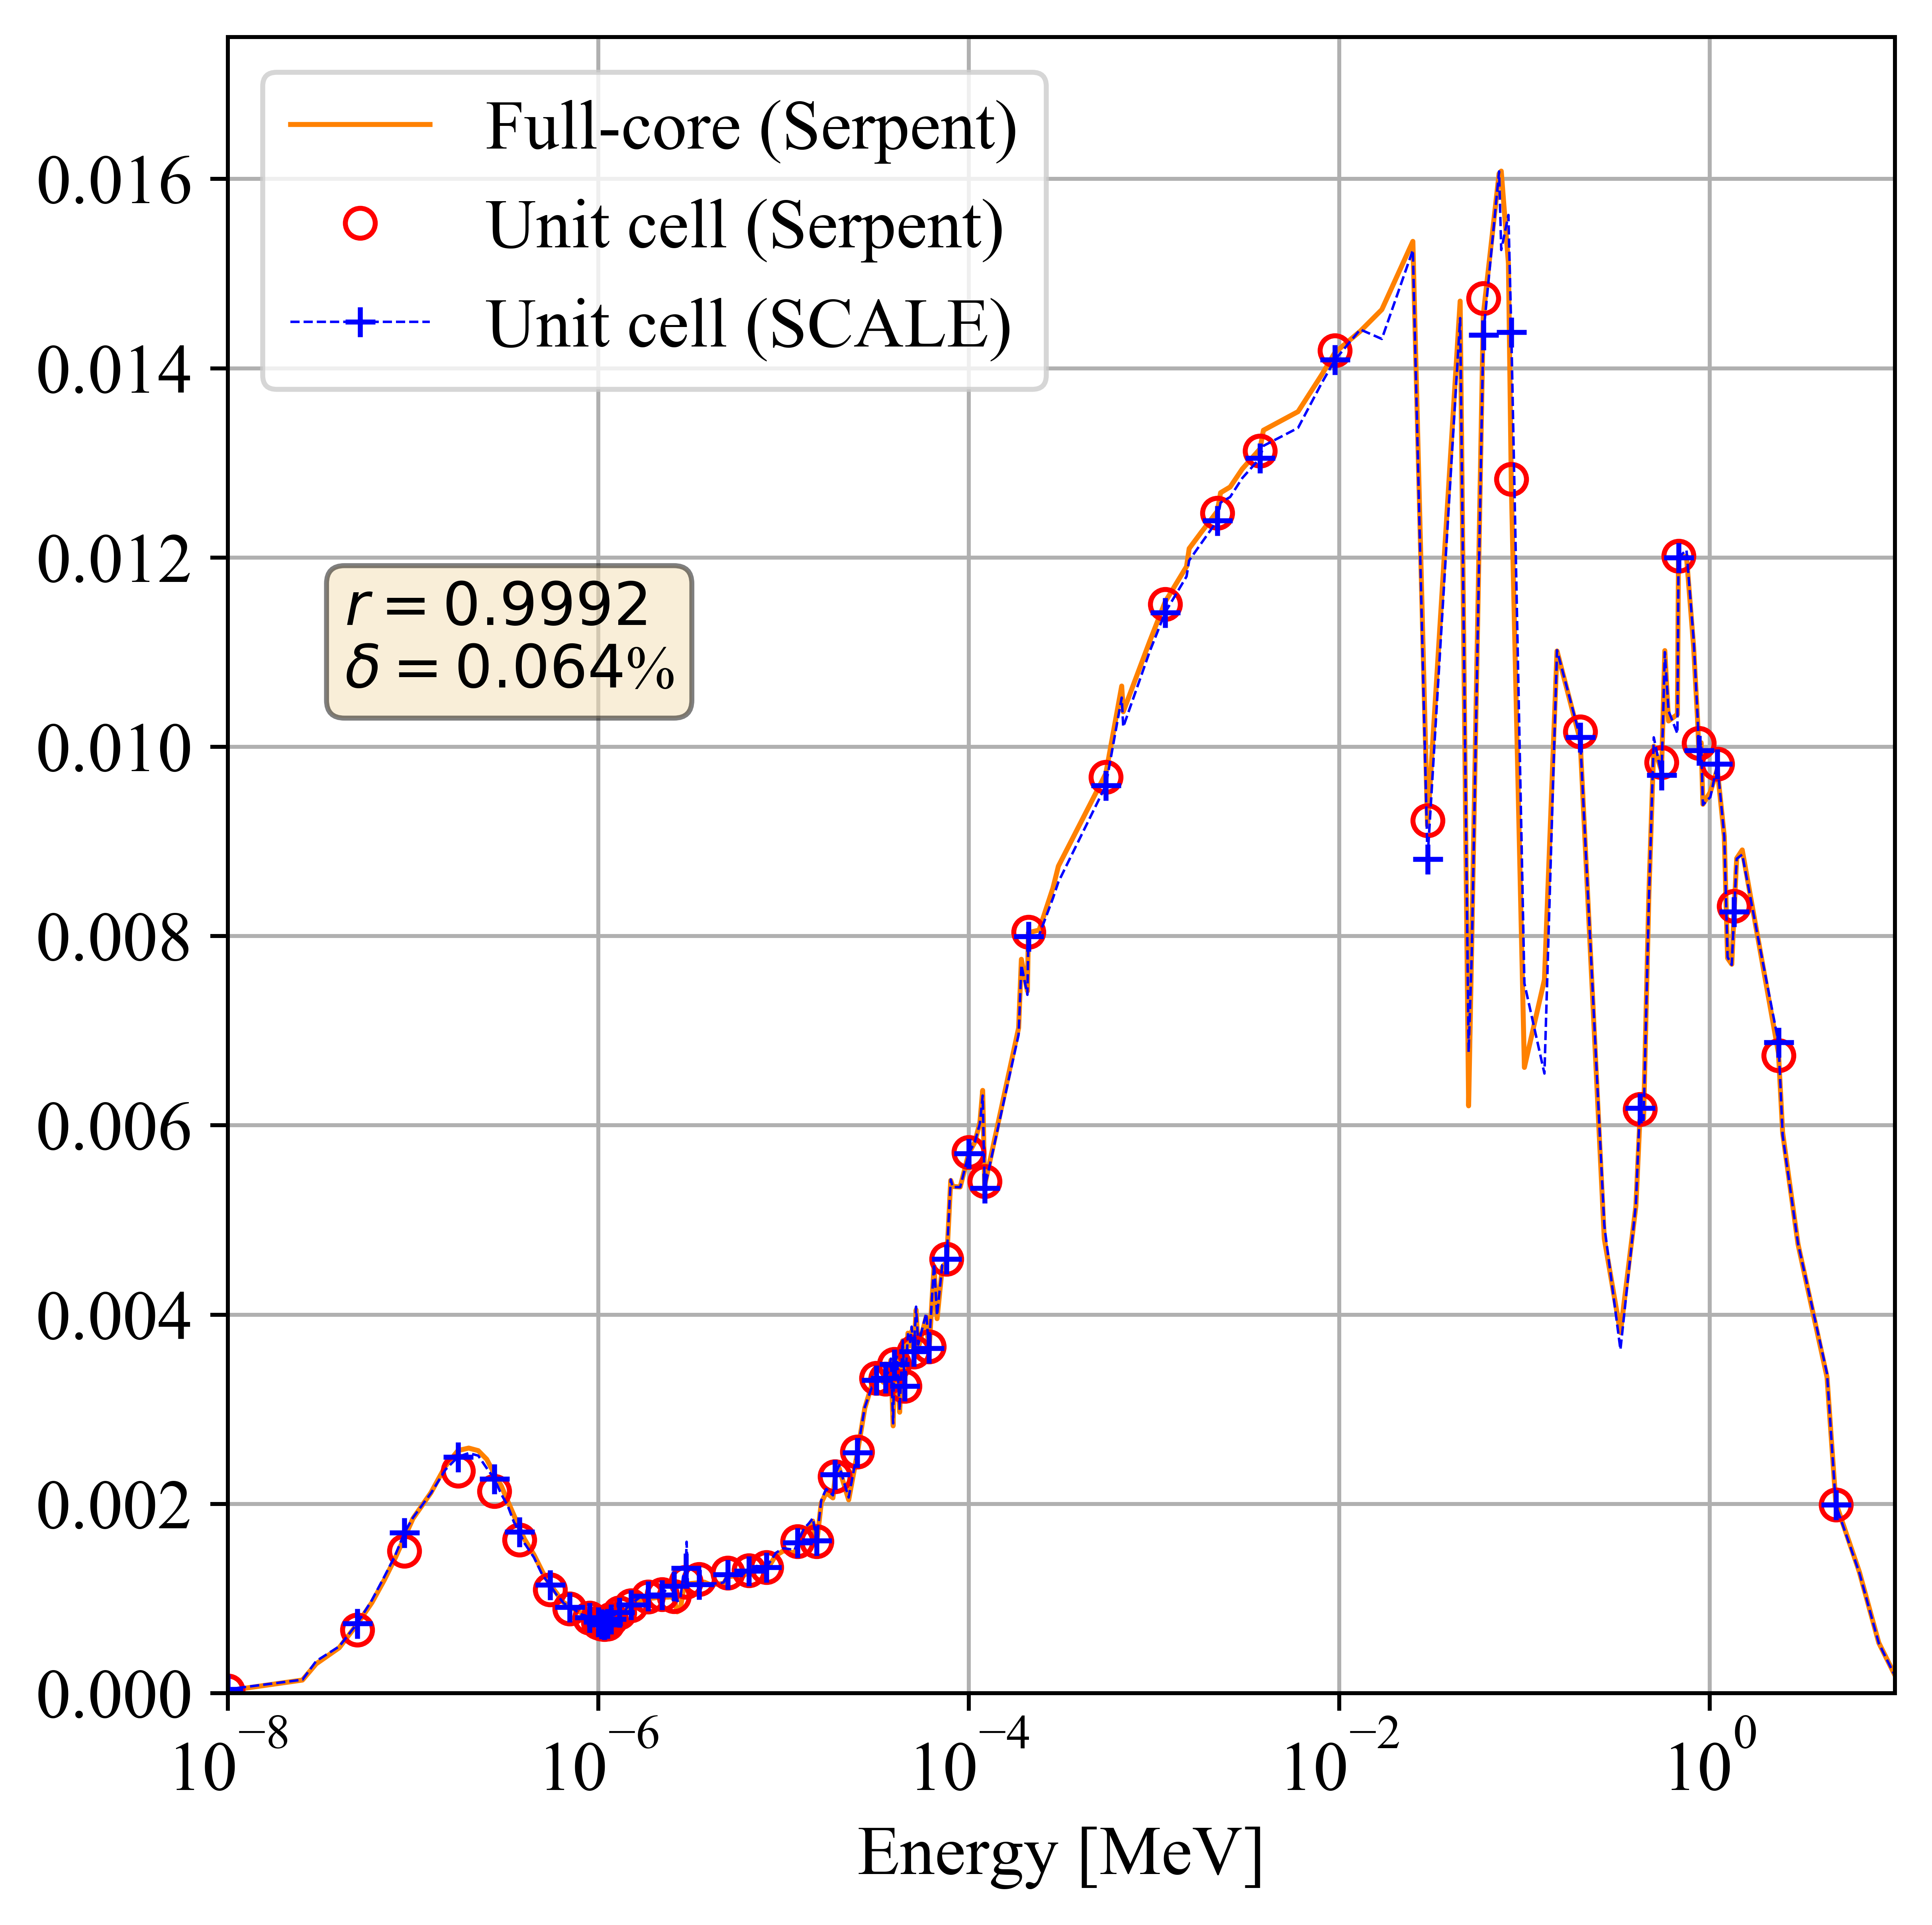 Full-core (Serpent)
Unit cell (Serpent)
Unit cell (SCALE)
r = 0.9992
δ = 0.064%
0.016
0.014
0.012
0.010
0.008
0.006
0.004
0.002
0.000
10⁻⁸ 10⁻⁶ 10⁻⁴ 10⁻² 10⁰
Energy [MeV]